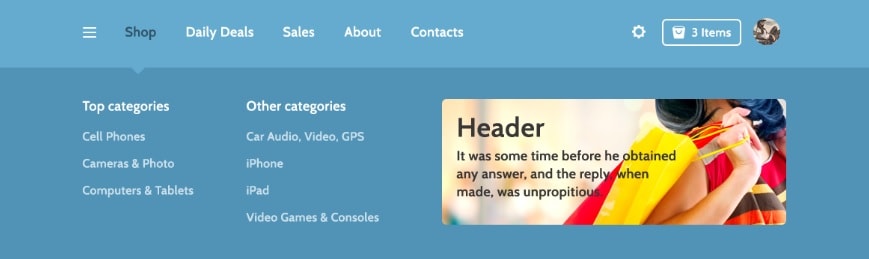 Shop
Daily Deals
Sales
About
Contacts
3 Items
Top categories
Cell Phones
Cameras & Photo
Computers & Tablets
Other categories
Car Audio, Video, GPS
iPhone
iPad
Video Games & Consoles
Header
It was some time before he obtained
any answer, and the reply, when
made, was unpropitious.